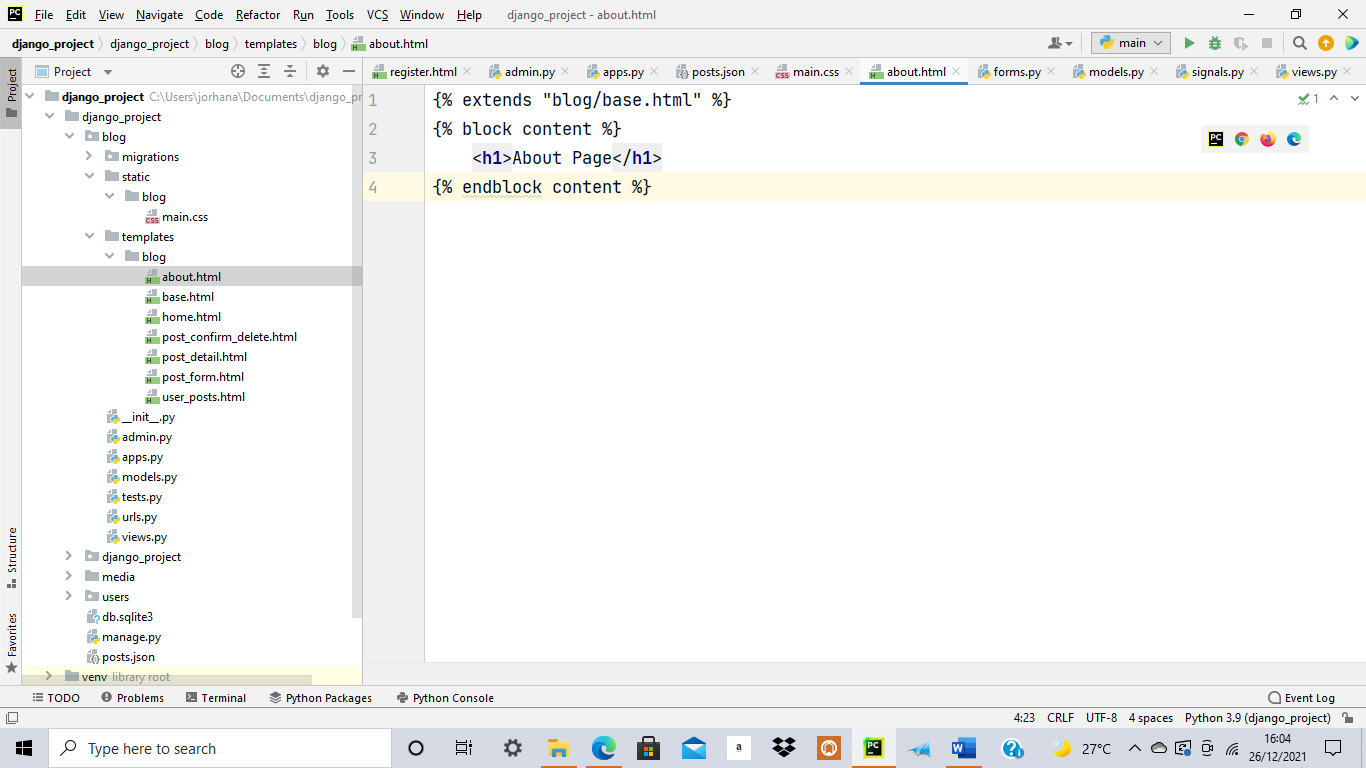 File Edit View Navigate Code Refactor Run Tools VCS Window Help django_project - about.html
django_project django_project blog templates blog about.html main
Project
Project
register.html admin.py apps.py posts.json main.css about.html forms.py models.py signals.py views.py
django_project C:\Users\jorhana\Documents\django_pr
django_project
blog
migrations
static
blog
main.css
templates
blog
about.html
base.html
home.html
post_confirm_delete.html
post_detail.html
post_form.html
user_posts.html
__init__.py
admin.py
apps.py
models.py
tests.py
urls.py
views.py
django_project
media
users
db.sqlite3
manage.py
posts.json
venv library root
Structure
Favorites
1 {% extends "blog/base.html" %}
2 {% block content %}
3 <h1>About Page</h1>
4 {% endblock content %}
1
TODO Problems Terminal Python Packages Python Console Event Log
4:23 CRLF UTF-8 4 spaces Python 3.9 (django_project)
Type here to search
27°C
16:04
26/12/2021